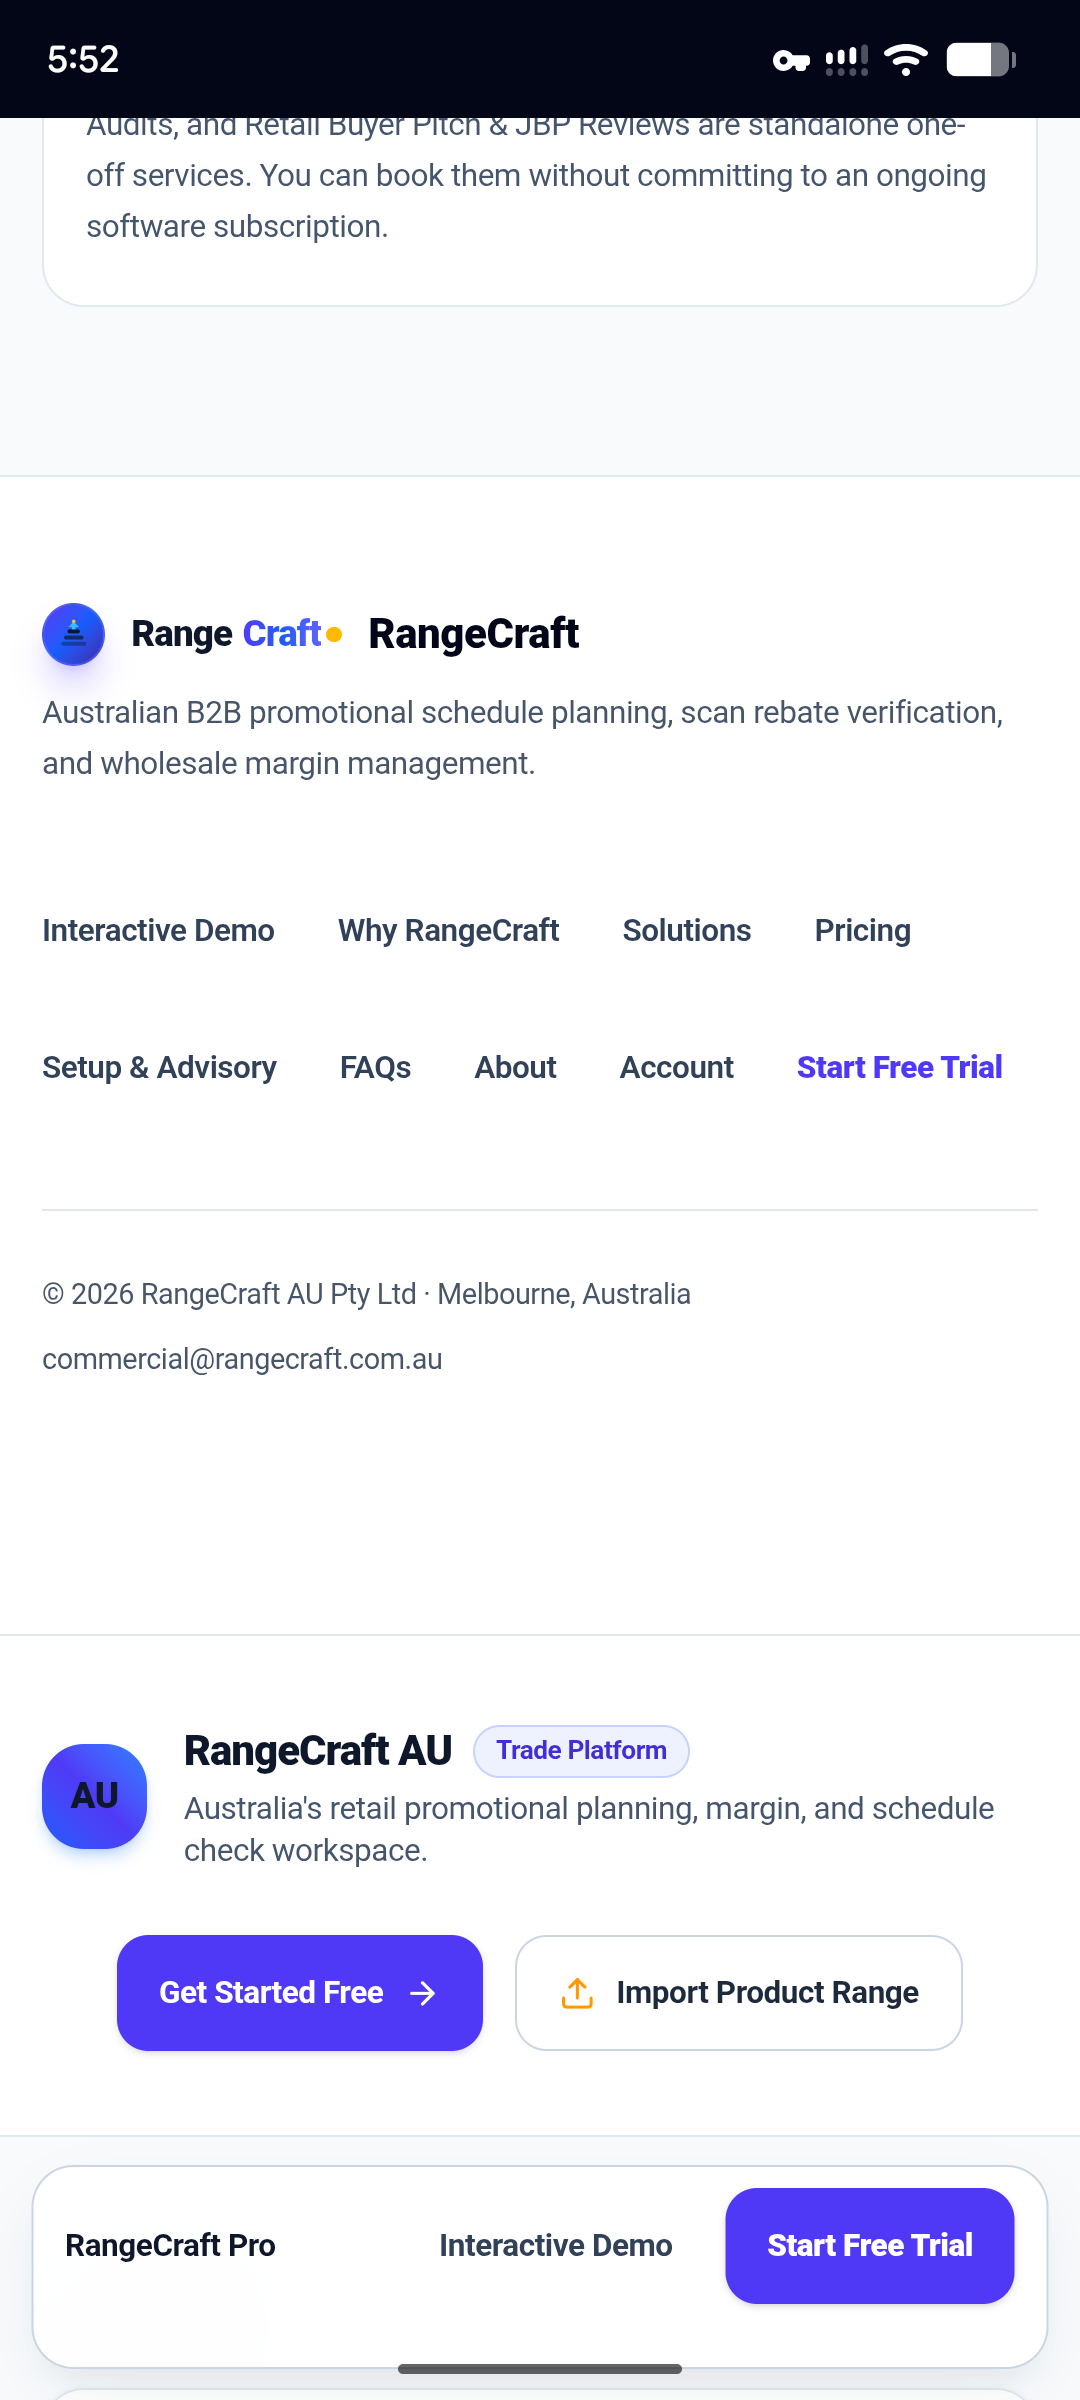 5:52
Audits, and Retail Buyer Pitch & JBP Reviews are standalone one-
off services. You can book them without committing to an ongoing
software subscription.
Range Craft RangeCraft
Australian B2B promotional schedule planning, scan rebate verification,
and wholesale margin management.
Interactive Demo Why RangeCraft Solutions Pricing
Setup & Advisory FAQs About Account Start Free Trial
© 2026 RangeCraft AU Pty Ltd · Melbourne, Australia
commercial@rangecraft.com.au
AU
RangeCraft AU Trade Platform
Australia's retail promotional planning, margin, and schedule
check workspace.
Get Started Free → Import Product Range
RangeCraft Pro Interactive Demo Start Free Trial